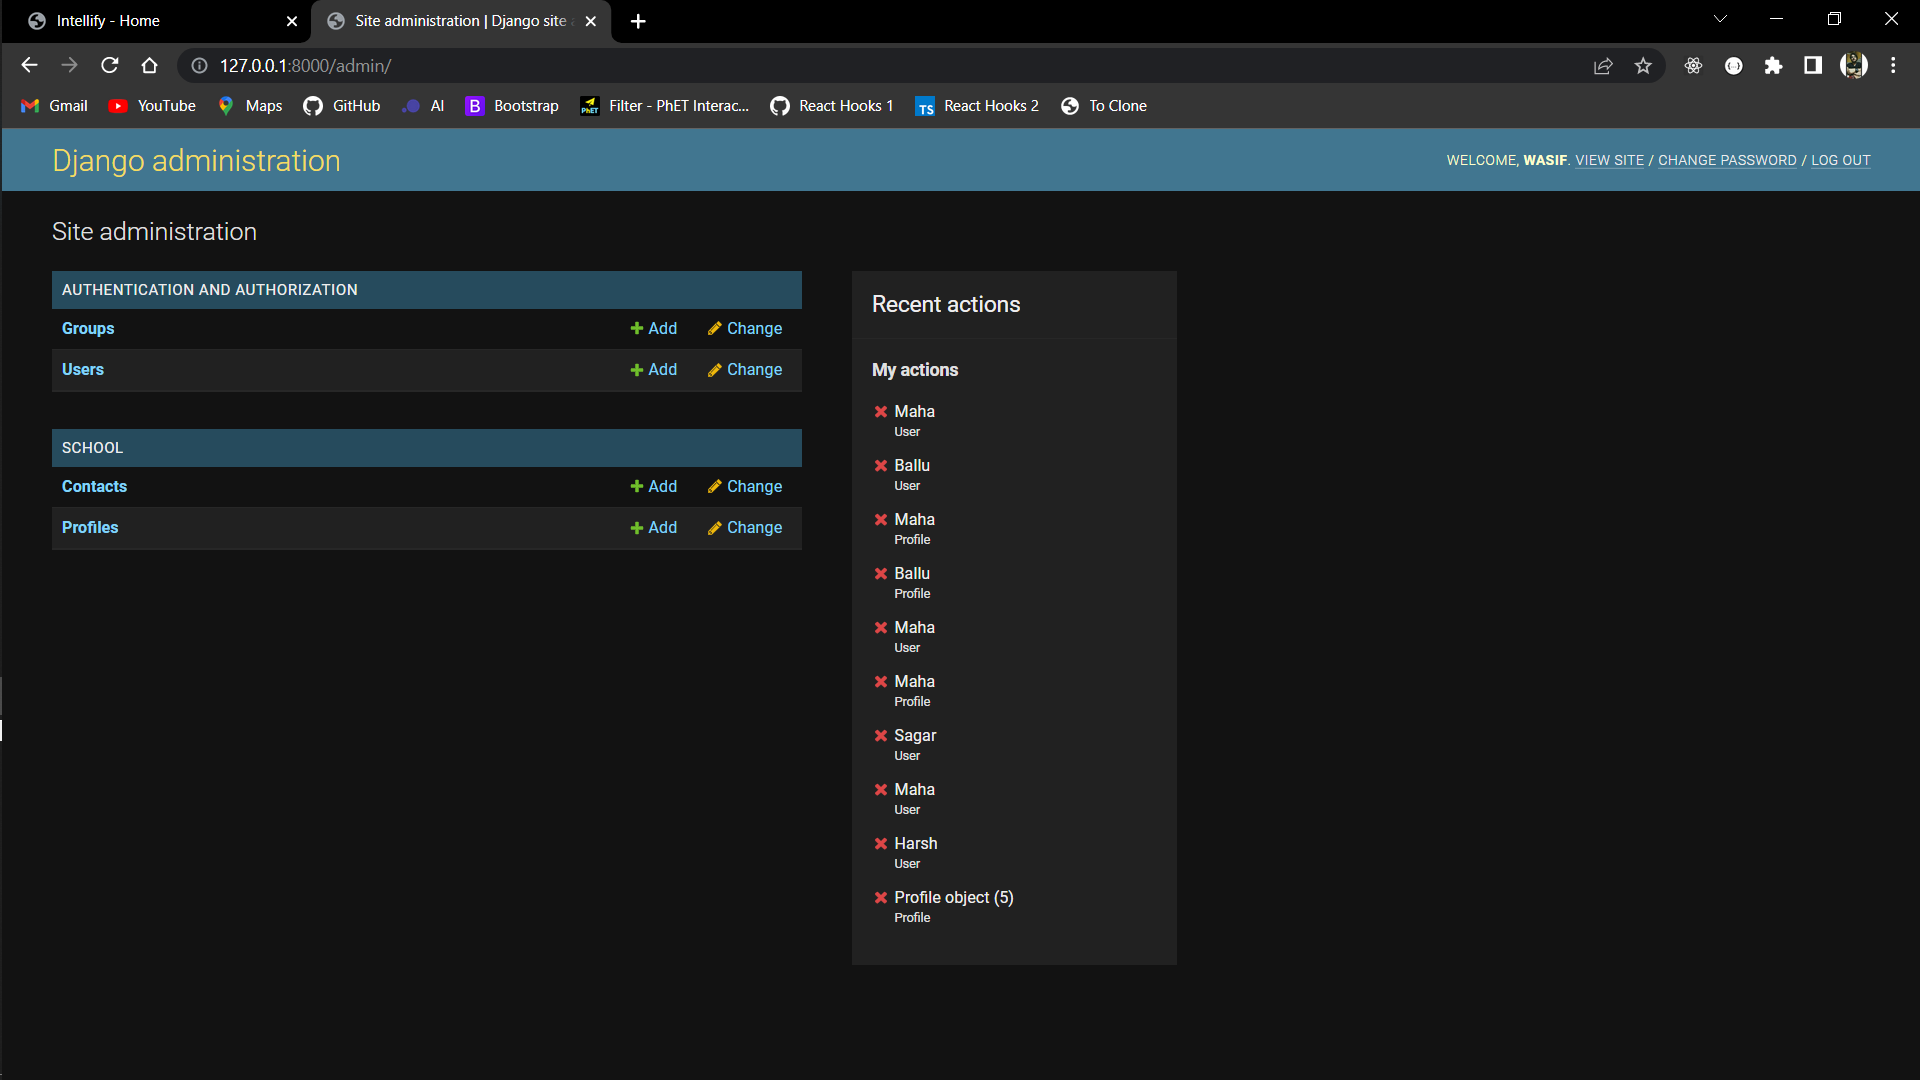 Intellify - Home
Site administration | Django site a
127.0.0.1:8000/admin/
Gmail YouTube Maps GitHub AI Bootstrap Filter - PhET Interac... React Hooks 1 React Hooks 2 To Clone
Django administration
WELCOME, WASIF. VIEW SITE / CHANGE PASSWORD / LOG OUT
Site administration
AUTHENTICATION AND AUTHORIZATION
Groups Add Change
Users Add Change
SCHOOL
Contacts Add Change
Profiles Add Change
Recent actions
My actions
Maha
User
Ballu
User
Maha
Profile
Ballu
Profile
Maha
User
Maha
Profile
Sagar
User
Maha
User
Harsh
User
Profile object (5)
Profile